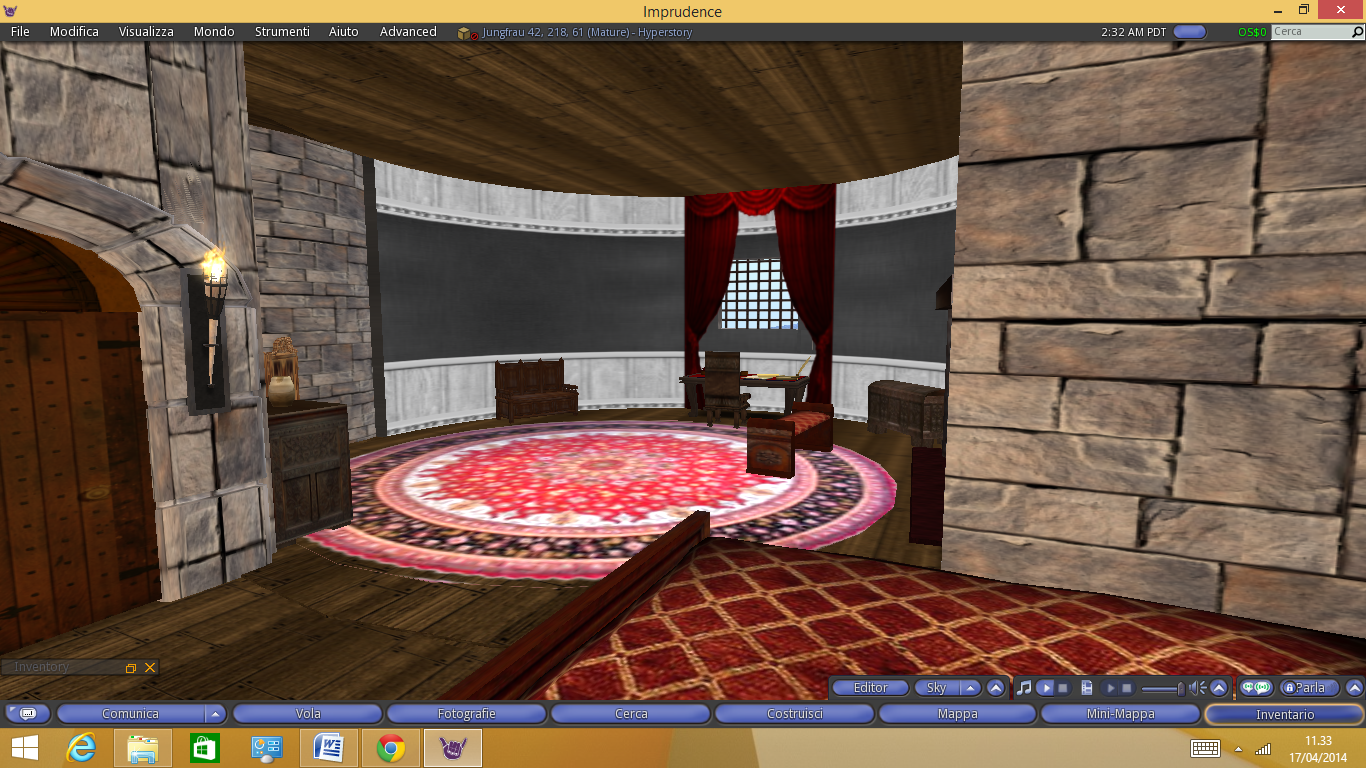 Imprudence
File Modifica Visualizza Mondo Strumenti Aiuto Advanced Jungfrau 42, 218, 61 (Mature) - Hyperstory 2:32 AM PDT OS$0 Cerca
Inventory
Editor Sky Parla
Comunica Vola Fotografie Cerca Costruisci Mappa Mini-Mappa Inventario
11.33
17/04/2014